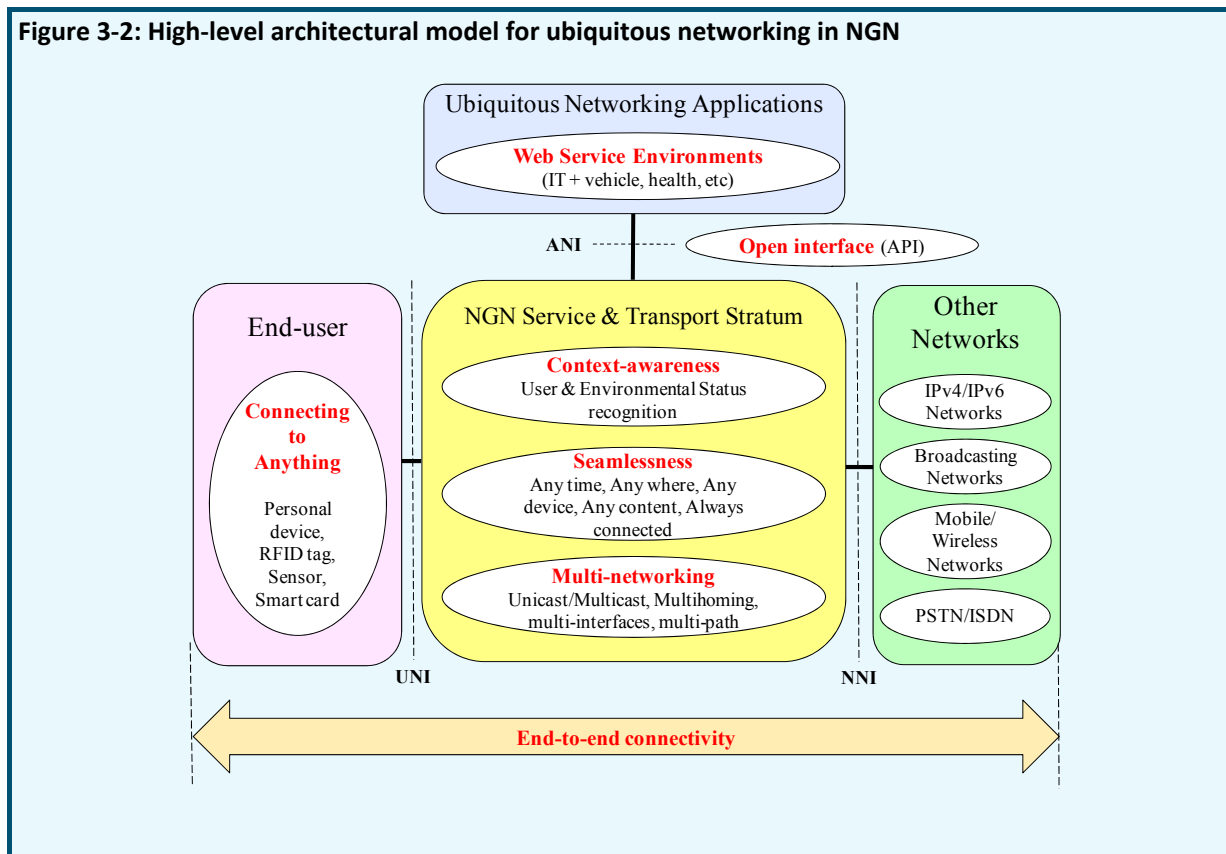 Figure 3-2: High-level architectural model for ubiquitous networking in NGN
Ubiquitous Networking Applications
Web Service Environments
(IT + vehicle, health, etc)
ANI
Open interface (API)
End-user
Connecting
to
Anything
Personal
device,
RFID tag,
Sensor,
Smart card
NGN Service & Transport Stratum
Context-awareness
User & Environmental Status
recognition
Seamlessness
Any time, Any where, Any
device, Any content, Always
connected
Multi-networking
Unicast/Multicast, Multihoming,
multi-interfaces, multi-path
Other
Networks
IPv4/IPv6
Networks
Broadcasting
Networks
Mobile/
Wireless
Networks
PSTN/ISDN
UNI
NNI
End-to-end connectivity